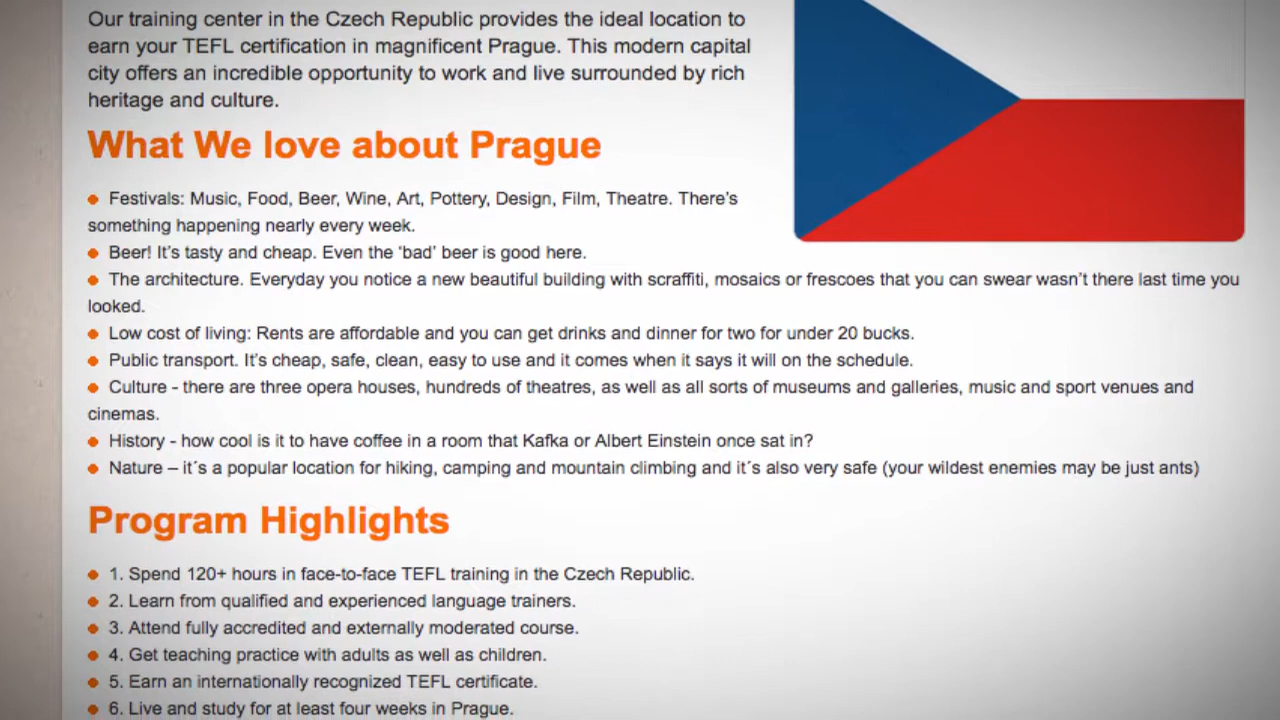 Our training center in the Czech Republic provides the ideal location to
earn your TEFL certification in magnificent Prague. This modern capital
city offers an incredible opportunity to work and live surrounded by rich
heritage and culture.
What We love about Prague
• Festivals: Music, Food, Beer, Wine, Art, Pottery, Design, Film, Theatre. There’s
something happening nearly every week.
• Beer! It’s tasty and cheap. Even the ‘bad’ beer is good here.
• The architecture. Everyday you notice a new beautiful building with scraffiti, mosaics or frescoes that you can swear wasn’t there last time you
looked.
• Low cost of living: Rents are affordable and you can get drinks and dinner for two for under 20 bucks.
• Public transport. It’s cheap, safe, clean, easy to use and it comes when it says it will on the schedule.
• Culture - there are three opera houses, hundreds of theatres, as well as all sorts of museums and galleries, music and sport venues and
cinemas.
• History - how cool is it to have coffee in a room that Kafka or Albert Einstein once sat in?
• Nature – it´s a popular location for hiking, camping and mountain climbing and it´s also very safe (your wildest enemies may be just ants)
Program Highlights
• 1. Spend 120+ hours in face-to-face TEFL training in the Czech Republic.
• 2. Learn from qualified and experienced language trainers.
• 3. Attend fully accredited and externally moderated course.
• 4. Get teaching practice with adults as well as children.
• 5. Earn an internationally recognized TEFL certificate.
• 6. Live and study for at least four weeks in Prague.